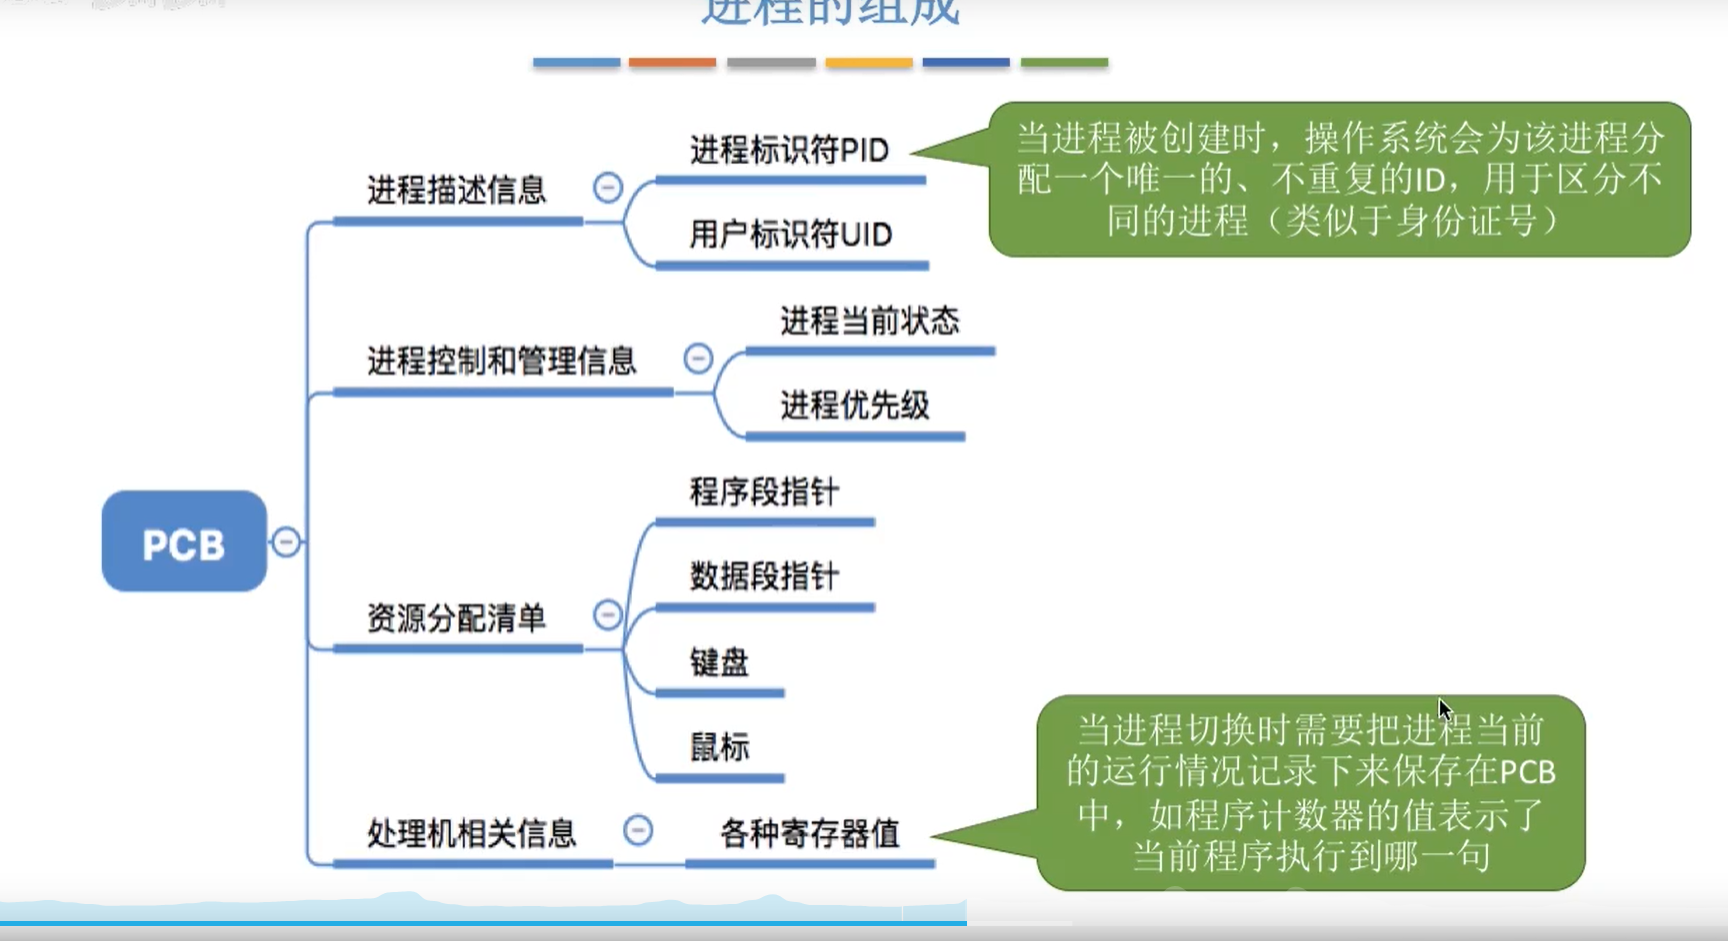 进程的组成
进程标识符PID
当进程被创建时，操作系统会为该进程分
配一个唯一的、不重复的ID，用于区分不
同的进程（类似于身份证号）
进程描述信息
用户标识符UID
进程当前状态
进程控制和管理信息
进程优先级
程序段指针
PCB
数据段指针
资源分配清单
键盘
鼠标
当进程切换时需要把进程当前
的运行情况记录下来保存在PCB
中，如程序计数器的值表示了
当前程序执行到哪一句
处理机相关信息
各种寄存器值